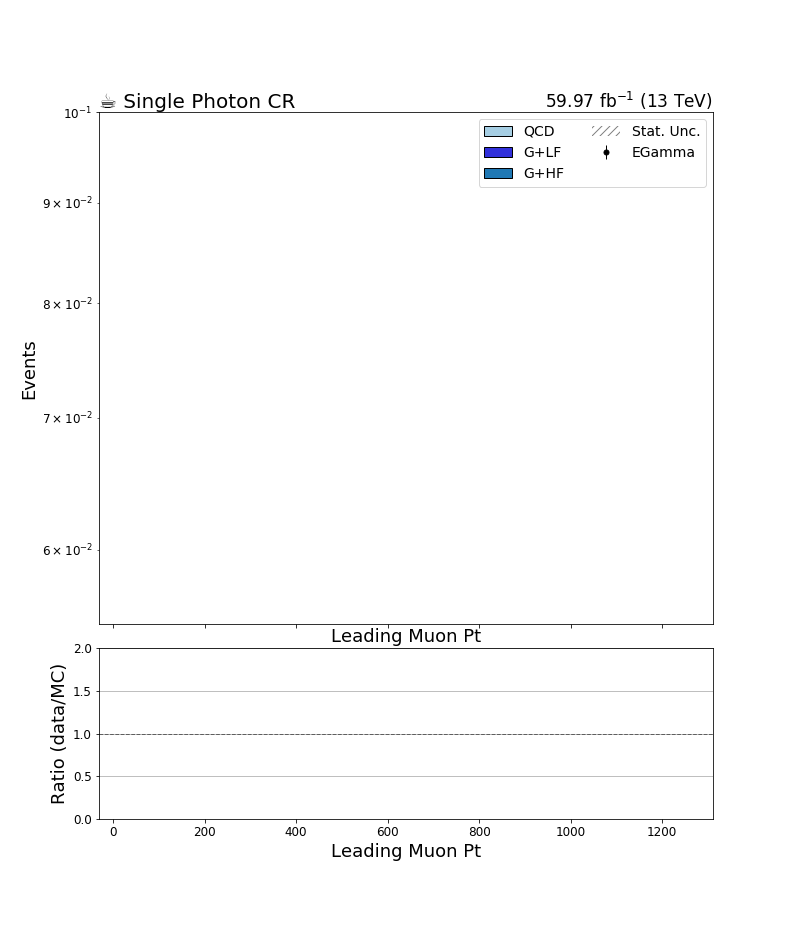 ☕ Single Photon CR
59.97 fb⁻¹ (13 TeV)
QCD
G+LF
G+HF
Stat. Unc.
EGamma
10⁻¹
9 × 10⁻²
8 × 10⁻²
7 × 10⁻²
6 × 10⁻²
Events
Leading Muon Pt
2.0
1.5
1.0
0.5
0.0
Ratio (data/MC)
0 200 400 600 800 1000 1200
Leading Muon Pt